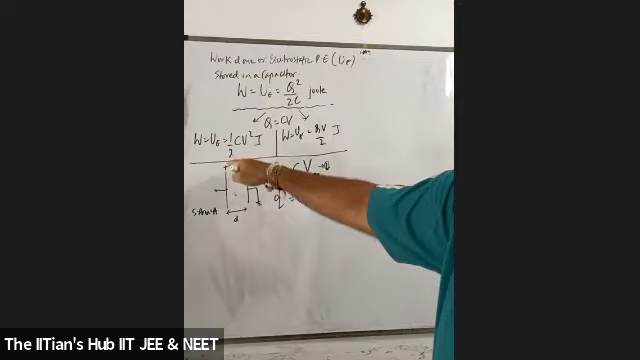 Work done or Electrostatic P.E (UE)
Stored in a Capacitor.
W = UE = Q²/2C joule
Q = CV
W = UE = 1/2 CV² J
W = UE = QV/2 J
CV
d
q
The IITian's Hub IIT JEE & NEET